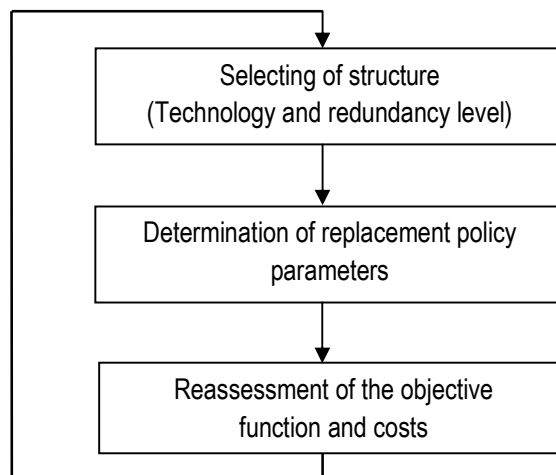 Selecting of structure
(Technology and redundancy level)
Determination of replacement policy
parameters
Reassessment of the objective
function and costs